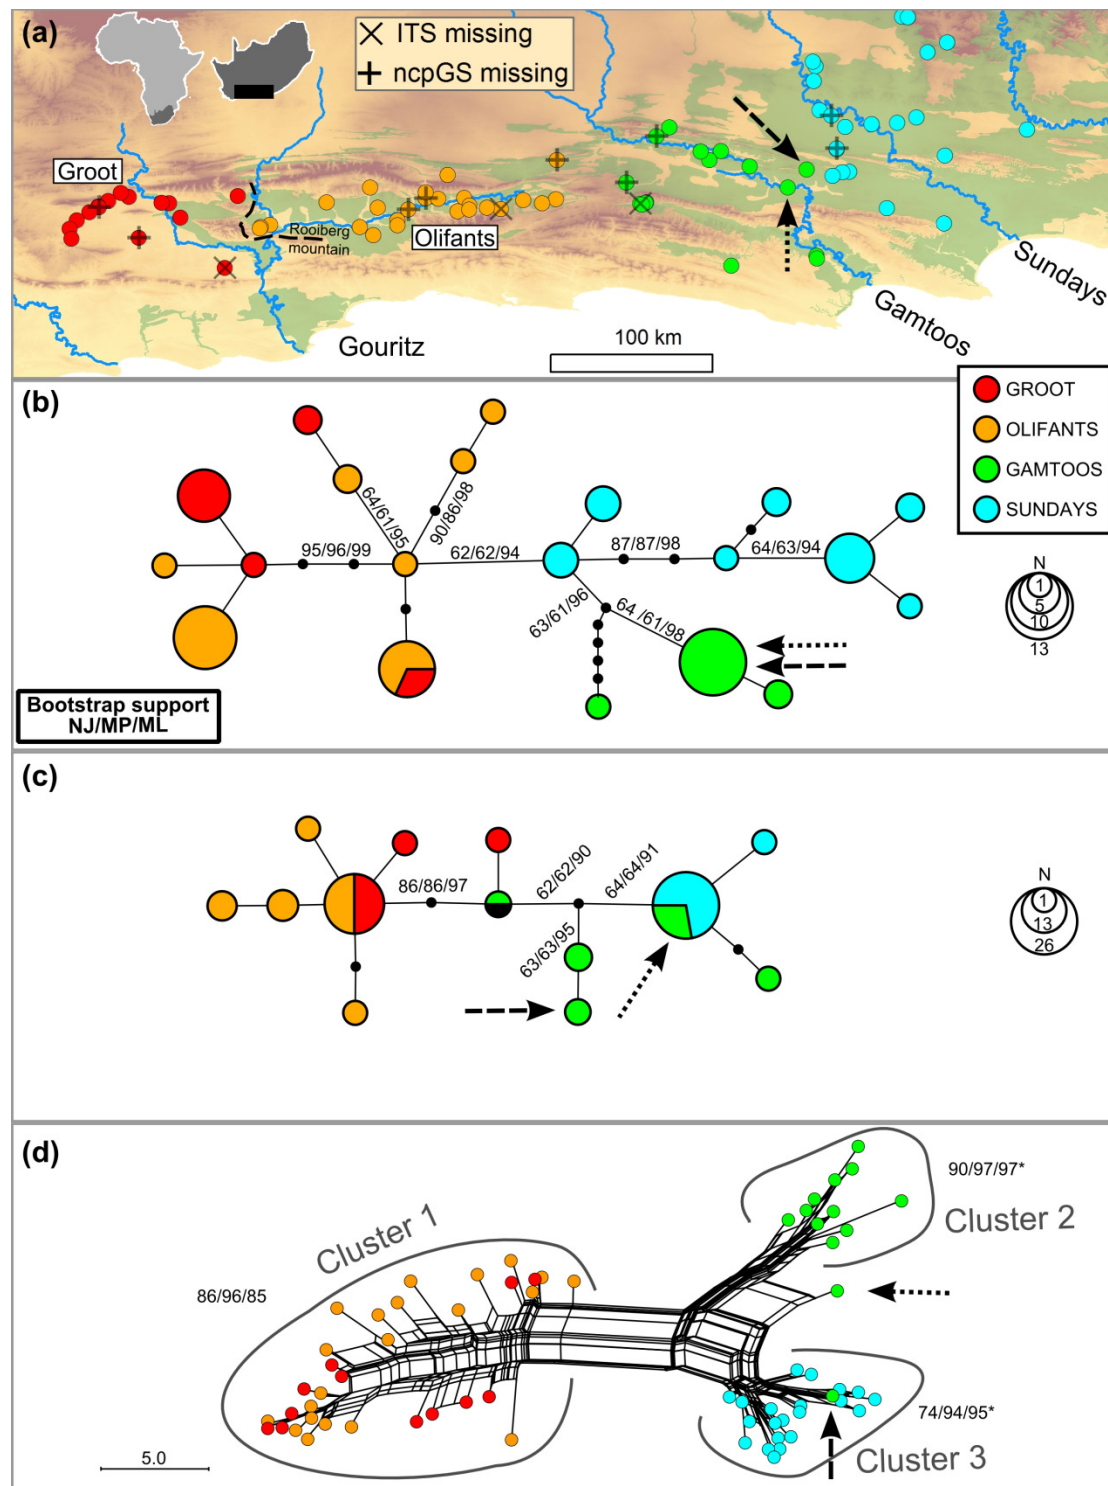 (a)
ITS missing
ncpGS missing
Groot
Rooiberg
mountain
Olifants
Sundays
Gamtoos
Gouritz
100 km
(b)
GROOT
OLIFANTS
GAMTOOS
SUNDAYS
64/61/95
90/86/98
95/96/99
62/62/94
87/87/98
64/63/94
63/61/96
64 /61/98
N
1
5
10
13
Bootstrap support
NJ/MP/ML
(c)
86/86/97
62/62/90
64/64/91
63/63/95
N
1
13
26
(d)
Cluster 1
86/96/85
90/97/97*
Cluster 2
74/94/95*
Cluster 3
5.0